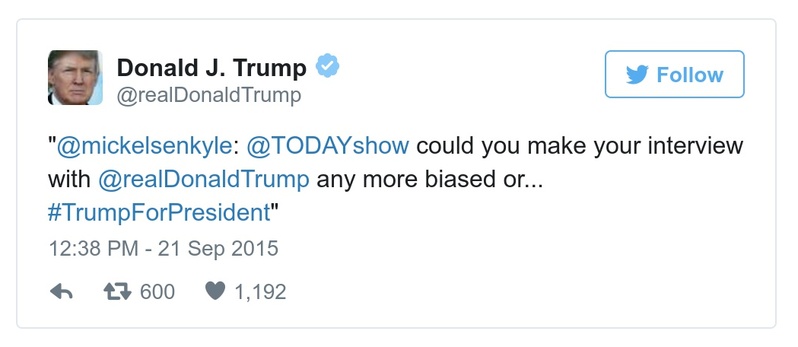 Donald J. Trump
@realDonaldTrump
Follow
"@mickelsenkyle: @TODAYshow could you make your interview
with @realDonaldTrump any more biased or...
#TrumpForPresident"
12:38 PM - 21 Sep 2015
600 1,192